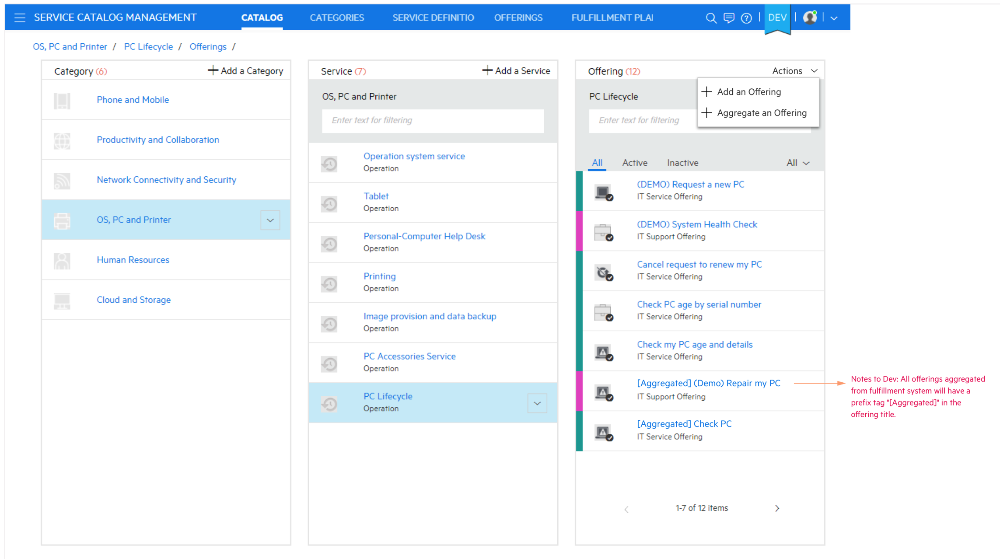 SERVICE CATALOG MANAGEMENT CATALOG CATEGORIES SERVICE DEFINITIO OFFERINGS FULFILLMENT PLAI DEV
OS, PC and Printer / PC Lifecycle / Offerings /
Category (6) + Add a Category
Phone and Mobile
Productivity and Collaboration
Network Connectivity and Security
OS, PC and Printer
Human Resources
Cloud and Storage
Service (7) + Add a Service
OS, PC and Printer
Enter text for filtering
Operation system service
Operation
Tablet
Operation
Personal-Computer Help Desk
Operation
Printing
Operation
Image provision and data backup
Operation
PC Accessories Service
Operation
PC Lifecycle
Operation
Offering (12) Actions
+ Add an Offering
+ Aggregate an Offering
PC Lifecycle
Enter text for filtering
All Active Inactive All
(DEMO) Request a new PC
IT Service Offering
(DEMO) System Health Check
IT Support Offering
Cancel request to renew my PC
IT Service Offering
Check PC age by serial number
IT Service Offering
Check my PC age and details
IT Service Offering
[Aggregated] (Demo) Repair my PC
IT Support Offering
[Aggregated] Check PC
IT Service Offering
1-7 of 12 items
Notes to Dev: All offerings aggregated
from fulfillment system will have a
prefix tag "[Aggregated]" in the
offering title.